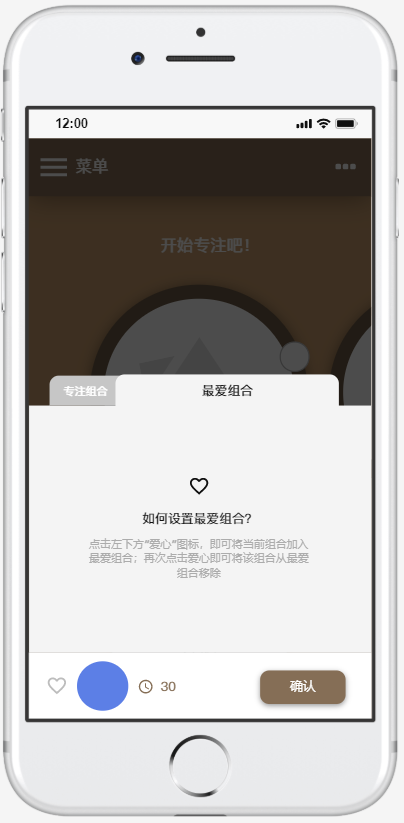 12:00
菜单
开始专注吧!
专注组合
最爱组合
如何设置最爱组合?
点击左下方“爱心”图标，即可将当前组合加入
最爱组合；再次点击爱心即可将该组合从最爱
组合移除
30
确认